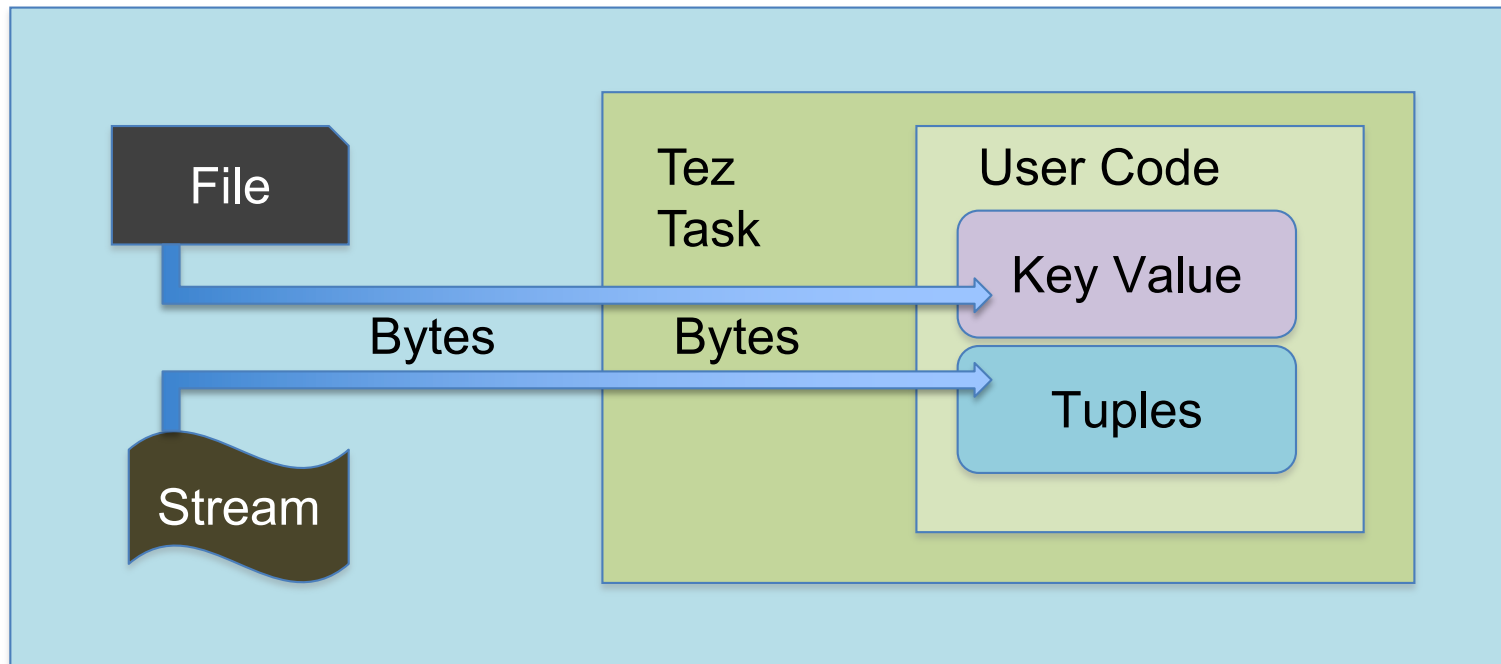 File
Tez
Task
User Code
Key Value
Bytes
Bytes
Tuples
Stream